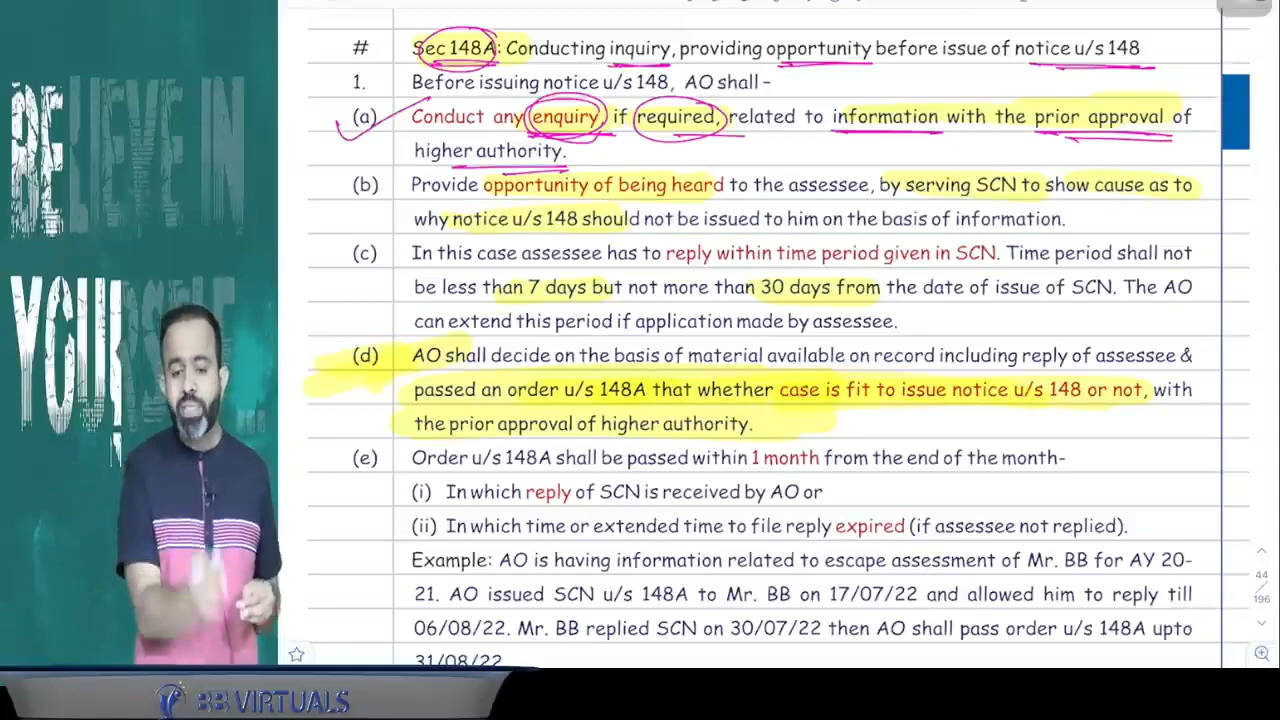 BELIEVE IN
YOURSELF...
# Sec 148A: Conducting inquiry, providing opportunity before issue of notice u/s 148
1. Before issuing notice u/s 148, AO shall –
(a) Conduct any enquiry, if required, related to information with the prior approval of
higher authority.
(b) Provide opportunity of being heard to the assessee, by serving SCN to show cause as to
why notice u/s 148 should not be issued to him on the basis of information.
(c) In this case assessee has to reply within time period given in SCN. Time period shall not
be less than 7 days but not more than 30 days from the date of issue of SCN. The AO
can extend this period if application made by assessee.
(d) AO shall decide on the basis of material available on record including reply of assessee &
passed an order u/s 148A that whether case is fit to issue notice u/s 148 or not, with
the prior approval of higher authority.
(e) Order u/s 148A shall be passed within 1 month from the end of the month-
(i) In which reply of SCN is received by AO or
(ii) In which time or extended time to file reply expired (if assessee not replied).
Example: AO is having information related to escape assessment of Mr. BB for AY 20-
21. AO issued SCN u/s 148A to Mr. BB on 17/07/22 and allowed him to reply till
06/08/22. Mr. BB replied SCN on 30/07/22 then AO shall pass order u/s 148A upto
31/08/22
44
/
196
BB VIRTUALS